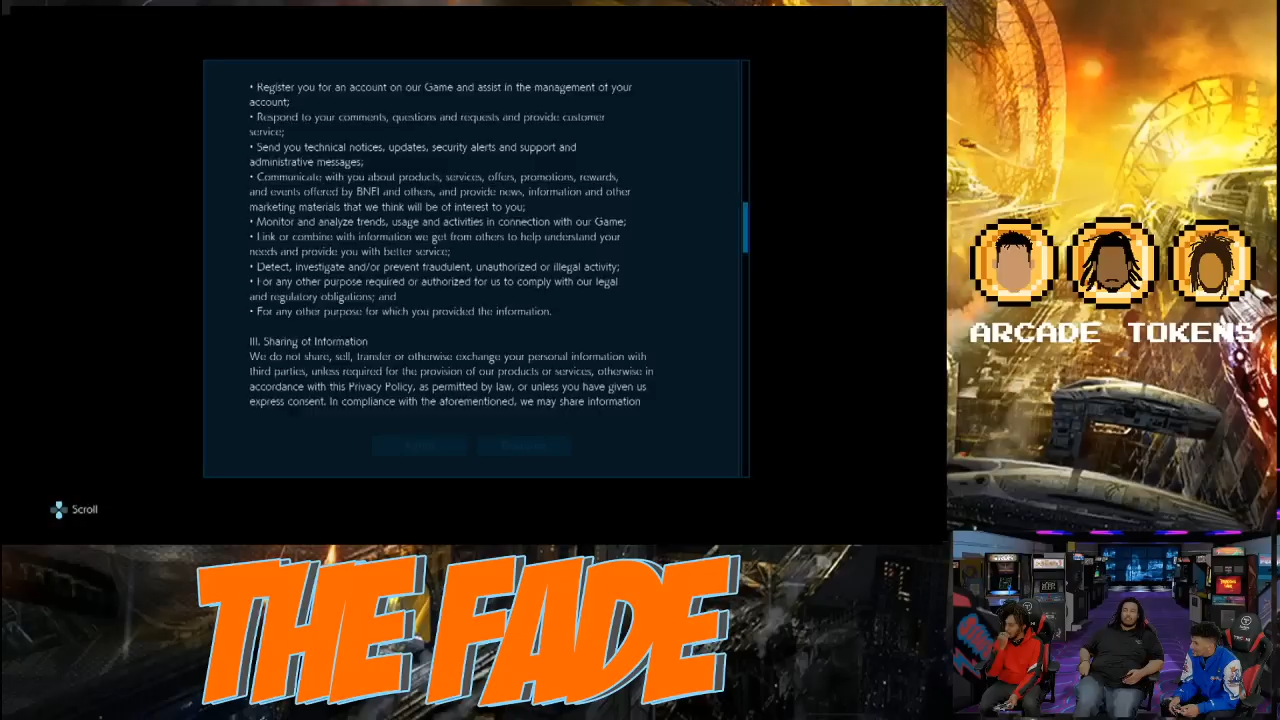 • Register you for an account on our Game and assist in the management of your
account;
• Respond to your comments, questions and requests and provide customer
service;
• Send you technical notices, updates, security alerts and support and
administrative messages;
• Communicate with you about products, services, offers, promotions, rewards,
and events offered by BNEI and others, and provide news, information and other
marketing materials that we think will be of interest to you;
• Monitor and analyze trends, usage and activities in connection with our Game;
• Link or combine with information we get from others to help understand your
needs and provide you with better service;
• Detect, investigate and/or prevent fraudulent, unauthorized or illegal activity;
• For any other purpose required or authorized for us to comply with our legal
and regulatory obligations; and
• For any other purpose for which you provided the information.
III. Sharing of Information
We do not share, sell, transfer or otherwise exchange your personal information with
third parties, unless required for the provision of our products or services, otherwise in
accordance with this Privacy Policy, as permitted by law, or unless you have given us
express consent. In compliance with the aforementioned, we may share information
Scroll
ARCADE TOKENS
THE FADE